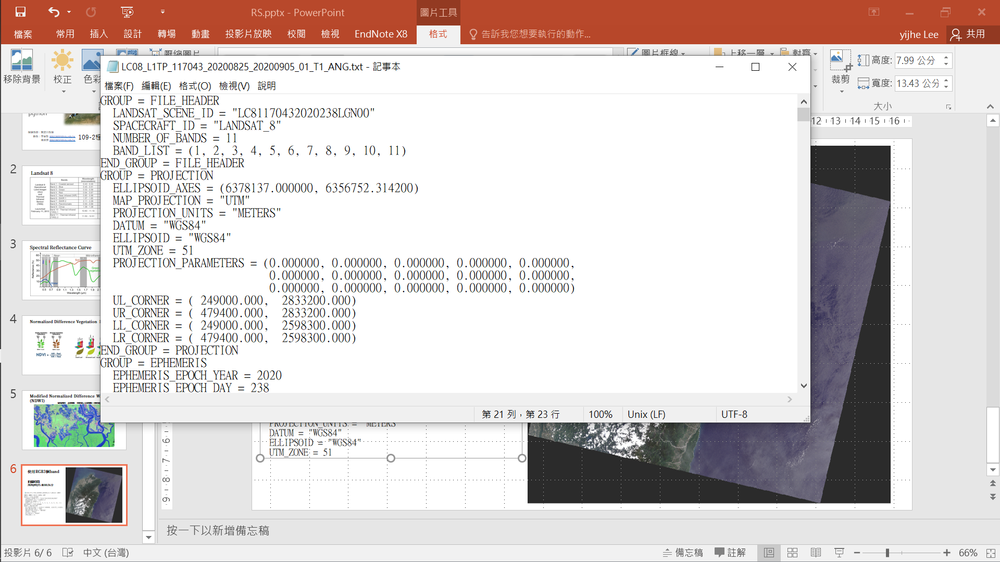 RS.pptx - PowerPoint
圖片工具
檔案
常用
插入
設計
轉場
動畫
投影片放映
校閱
檢視
EndNote X8
格式
告訴我您想要執行的動作...
yijhe Lee
共用
移除背景
校正
色彩
壓縮圖片
圖片框線
上移一層
對齊
裁剪
高度:
7.99 公分
寬度:
13.43 公分
大小
LC08_L1TP_117043_20200825_20200905_01_T1_ANG.txt - 記事本
檔案(F)
編輯(E)
格式(O)
檢視(V)
說明
GROUP = FILE_HEADER
LANDSAT_SCENE_ID = "LC81170432020238LGN00"
SPACECRAFT_ID = "LANDSAT_8"
NUMBER_OF_BANDS = 11
BAND_LIST = (1, 2, 3, 4, 5, 6, 7, 8, 9, 10, 11)
END_GROUP = FILE_HEADER
GROUP = PROJECTION
ELLIPSOID_AXES = (6378137.000000, 6356752.314200)
MAP_PROJECTION = "UTM"
PROJECTION_UNITS = "METERS"
DATUM = "WGS84"
ELLIPSOID = "WGS84"
UTM_ZONE = 51
PROJECTION_PARAMETERS = (0.000000, 0.000000, 0.000000, 0.000000, 0.000000,
0.000000, 0.000000, 0.000000, 0.000000, 0.000000,
0.000000, 0.000000, 0.000000, 0.000000, 0.000000)
UL_CORNER = ( 249000.000,  2833200.000)
UR_CORNER = ( 479400.000,  2833200.000)
LL_CORNER = ( 249000.000,  2598300.000)
LR_CORNER = ( 479400.000,  2598300.000)
END_GROUP = PROJECTION
GROUP = EPHEMERIS
EPHEMERIS_EPOCH_YEAR = 2020
EPHEMERIS_EPOCH_DAY = 238
第 21 列，第 23 行
100%
Unix (LF)
UTF-8
python
109-2程
2
Landsat 8
3
Spectral Reflectance Curve
4
Normalized Difference Vegetation
NDVI =
5
Modified Normalized Difference W
(NDWI)
6
使用RGB3個band
拍攝時間
12 13 14 15 16
6 7 8 9
PROJECTION_UNITS = "METERS"
DATUM = "WGS84"
ELLIPSOID = "WGS84"
UTM_ZONE = 51
按一下以新增備忘稿
投影片 6/ 6
中文 (台灣)
備忘稿
註解
66%